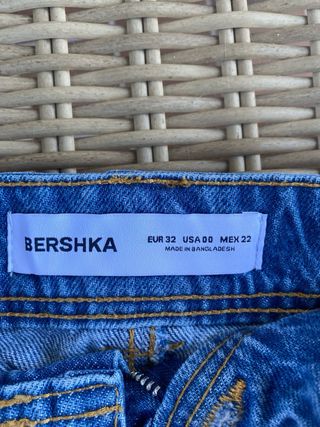 BERSHKA
EUR 32 USA 00 MEX 22
MADE IN BANGLADESH